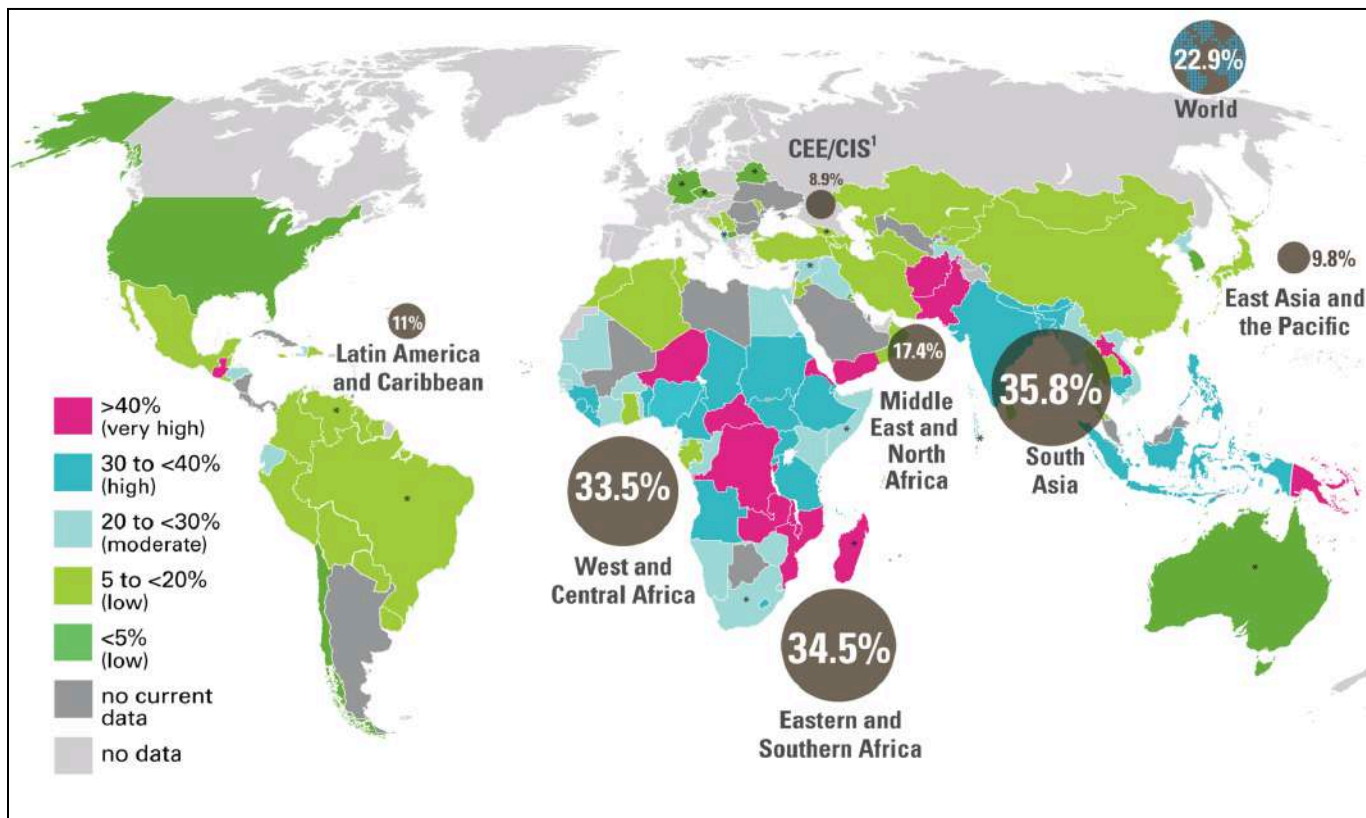 22.9%
World
CEE/CIS¹
8.9%
9.8%
East Asia and
the Pacific
11%
Latin America
and Caribbean
17.4%
Middle
East and
North
Africa
35.8%
South
Asia
>40%
(very high)
30 to <40%
(high)
20 to <30%
(moderate)
5 to <20%
(low)
<5%
(low)
no current
data
no data
33.5%
West and
Central Africa
34.5%
Eastern and
Southern Africa